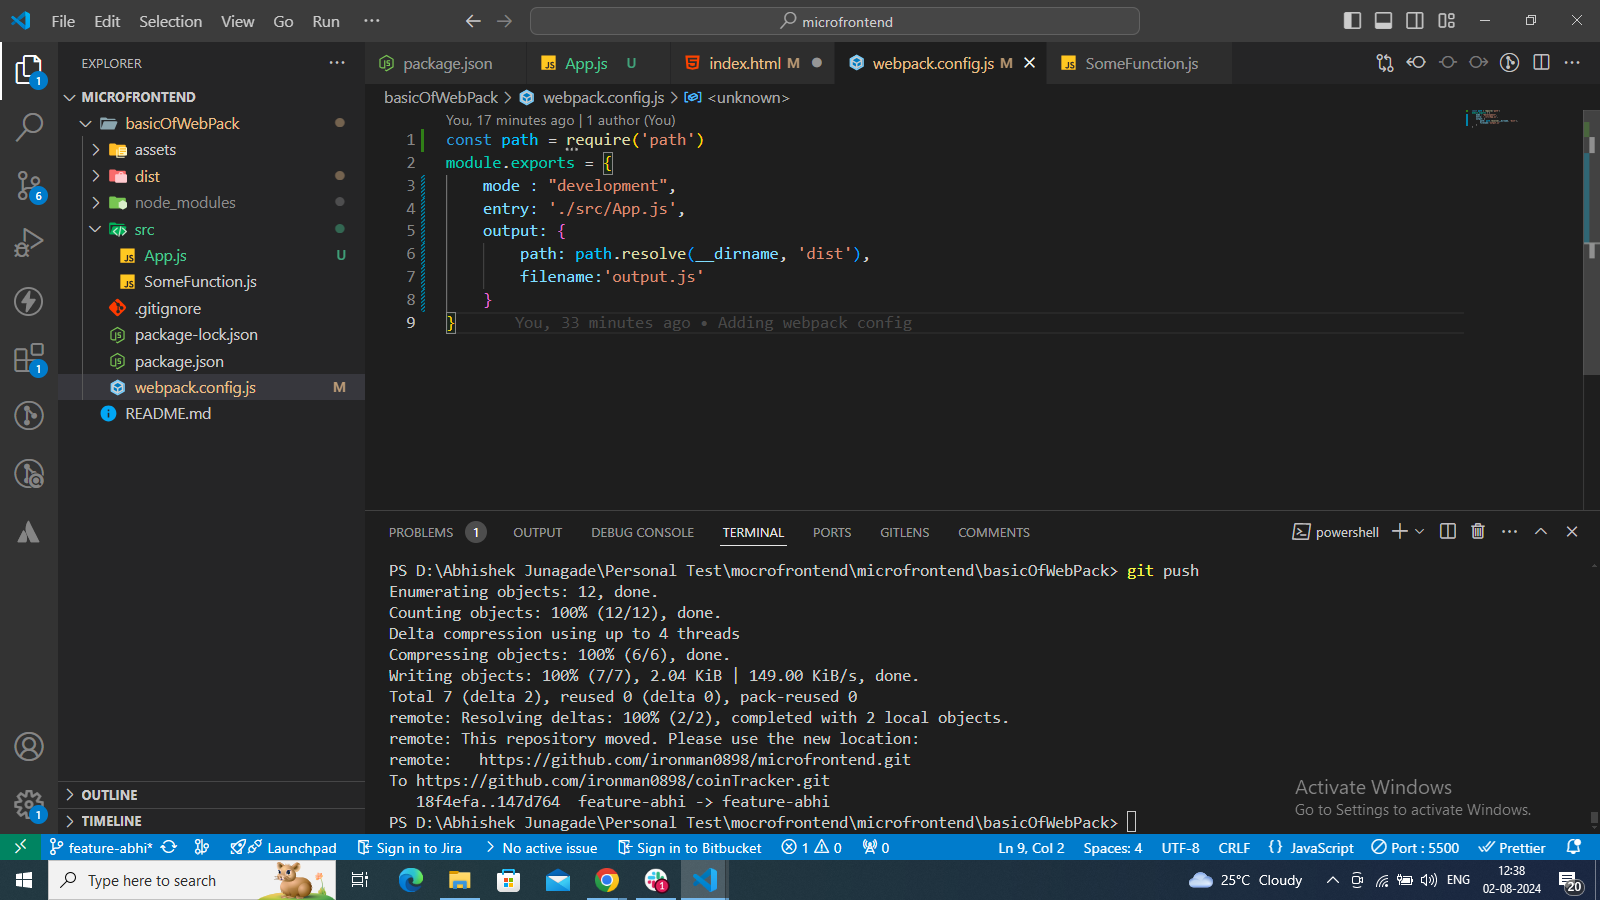 File Edit Selection View Go Run ···
microfrontend
EXPLORER
MICROFRONTEND
basicOfWebPack
assets
dist
node_modules
src
App.js U
SomeFunction.js
.gitignore
package-lock.json
package.json
webpack.config.js M
README.md
OUTLINE
TIMELINE
1
6
1
1
package.json App.js U index.html M webpack.config.js M SomeFunction.js
basicOfWebPack > webpack.config.js > <unknown>
You, 17 minutes ago | 1 author (You)
1 const path = require('path')
2 module.exports = {
3 mode : "development",
4 entry: './src/App.js',
5 output: {
6 path: path.resolve(__dirname, 'dist'),
7 filename:'output.js'
8 }
9 } You, 33 minutes ago • Adding webpack config
PROBLEMS 1 OUTPUT DEBUG CONSOLE TERMINAL PORTS GITLENS COMMENTS powershell
PS D:\Abhishek Junagade\Personal Test\mocrofrontend\microfrontend\basicOfWebPack> git push
Enumerating objects: 12, done.
Counting objects: 100% (12/12), done.
Delta compression using up to 4 threads
Compressing objects: 100% (6/6), done.
Writing objects: 100% (7/7), 2.04 KiB | 149.00 KiB/s, done.
Total 7 (delta 2), reused 0 (delta 0), pack-reused 0
remote: Resolving deltas: 100% (2/2), completed with 2 local objects.
remote: This repository moved. Please use the new location:
remote:   https://github.com/ironman0898/microfrontend.git
To https://github.com/ironman0898/coinTracker.git
18f4efa..147d764  feature-abhi -> feature-abhi
PS D:\Abhishek Junagade\Personal Test\mocrofrontend\microfrontend\basicOfWebPack>
Activate Windows
Go to Settings to activate Windows.
feature-abhi* Launchpad Sign in to Jira No active issue Sign in to Bitbucket 1 0 0 Ln 9, Col 2 Spaces: 4 UTF-8 CRLF {} JavaScript Port : 5500 Prettier
Type here to search
1
25°C Cloudy
ENG
12:38
02-08-2024
20